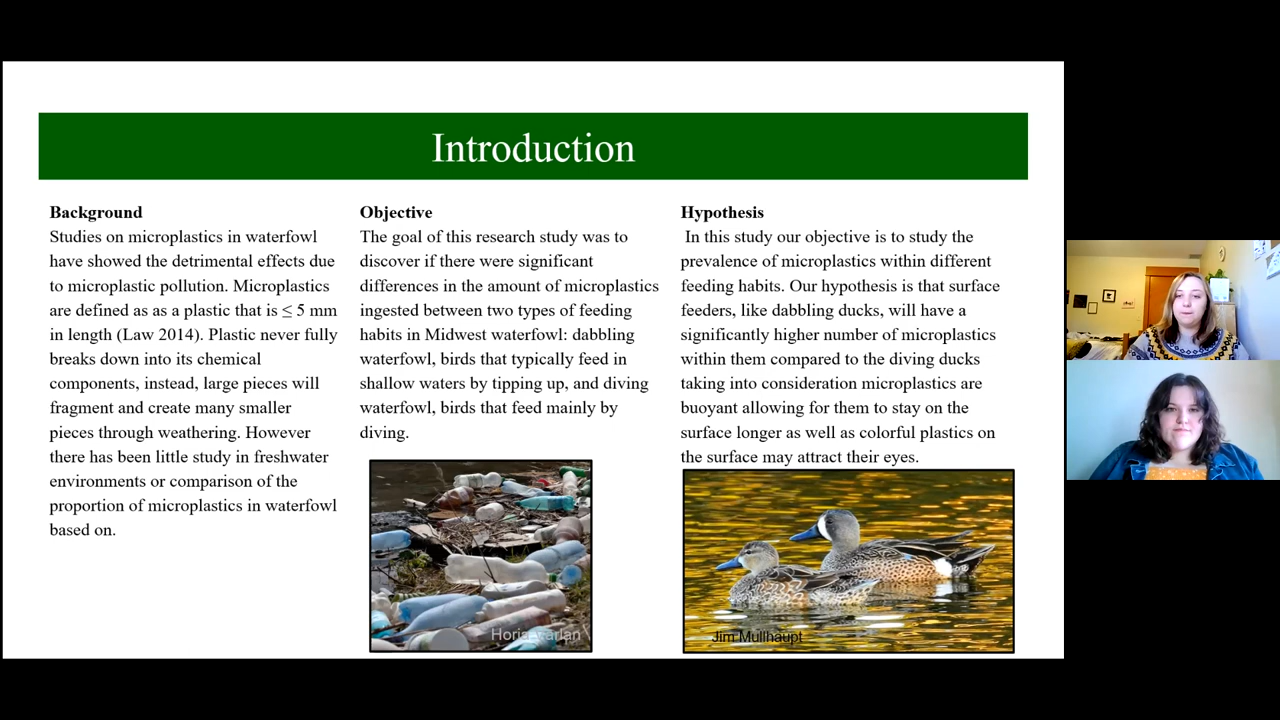 Introduction
Background
Studies on microplastics in waterfowl
have showed the detrimental effects due
to microplastic pollution. Microplastics
are defined as as a plastic that is ≤ 5 mm
in length (Law 2014). Plastic never fully
breaks down into its chemical
components, instead, large pieces will
fragment and create many smaller
pieces through weathering. However
there has been little study in freshwater
environments or comparison of the
proportion of microplastics in waterfowl
based on.
Objective
The goal of this research study was to
discover if there were significant
differences in the amount of microplastics
ingested between two types of feeding
habits in Midwest waterfowl: dabbling
waterfowl, birds that typically feed in
shallow waters by tipping up, and diving
waterfowl, birds that feed mainly by
diving.
Horia Varlan
Hypothesis
In this study our objective is to study the
prevalence of microplastics within different
feeding habits. Our hypothesis is that surface
feeders, like dabbling ducks, will have a
significantly higher number of microplastics
within them compared to the diving ducks
taking into consideration microplastics are
buoyant allowing for them to stay on the
surface longer as well as colorful plastics on
the surface may attract their eyes.
Jim Mullhaupt